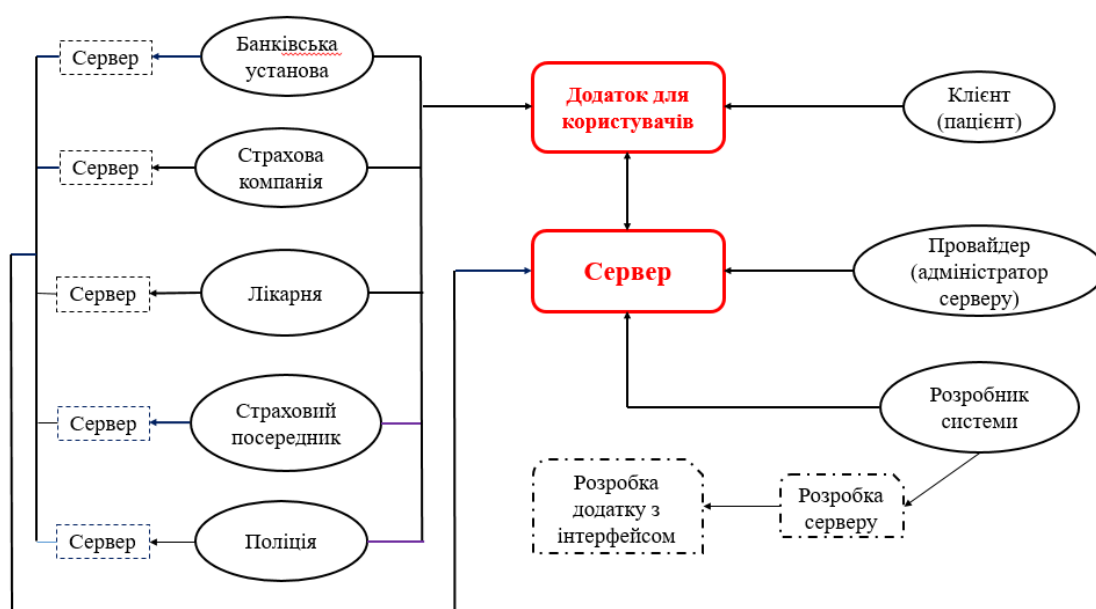 Сервер
Банківська
установа
Додаток для
користувачів
Клієнт
(пацієнт)
Сервер
Страхова
компанія
Сервер
Провайдер
(адміністратор
серверу)
Сервер
Лікарня
Сервер
Страховий
посередник
Розробник
системи
Розробка
додатку з
інтерфейсом
Розробка
серверу
Сервер
Поліція